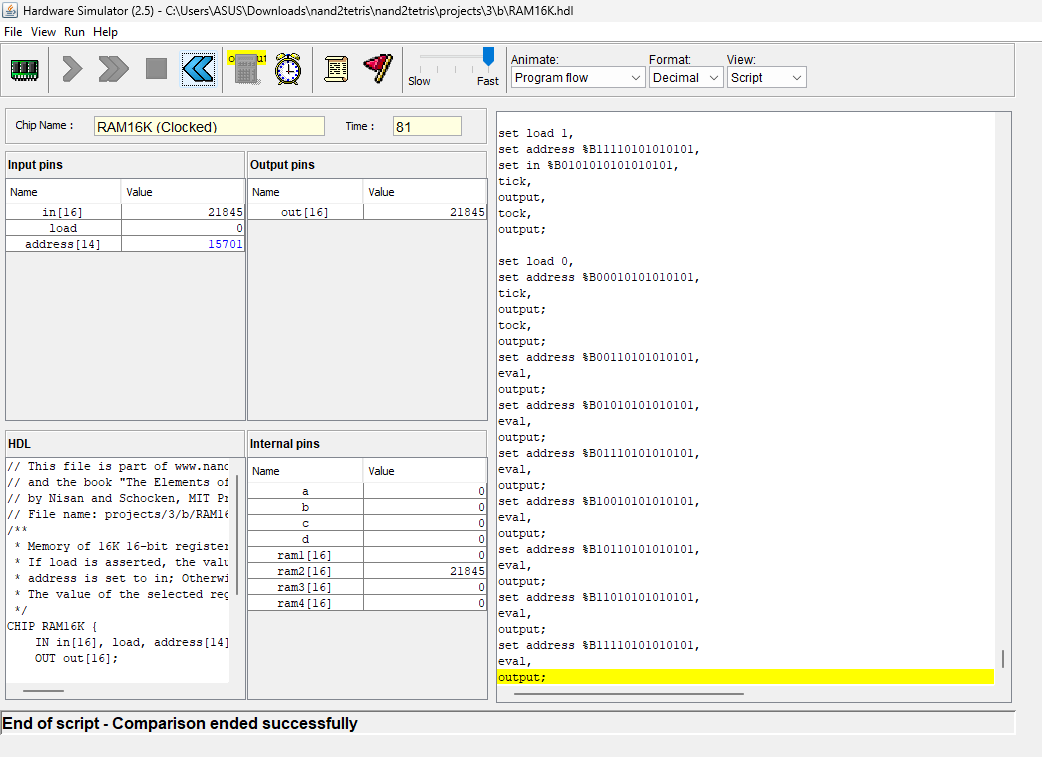 Hardware Simulator (2.5) - C:\Users\ASUS\Downloads\nand2tetris\nand2tetris\projects\3\b\RAM16K.hdl
File View Run Help
Slow Fast
Animate: Format: View:
Program flow Decimal Script
Chip Name : RAM16K (Clocked) Time : 81
Input pins
Name Value
in[16] 21845
load 0
address[14] 15701
Output pins
Name Value
out[16] 21845
HDL
// This file is part of www.nand
// and the book "The Elements of
// by Nisan and Schocken, MIT Pr
// File name: projects/3/b/RAM16
/**
* Memory of 16K 16-bit register
* If load is asserted, the valu
* address is set to in; Otherwi
* The value of the selected reg
*/
CHIP RAM16K {
IN in[16], load, address[14]
OUT out[16];
Internal pins
Name Value
a 0
b 0
c 0
d 0
ram1[16] 0
ram2[16] 21845
ram3[16] 0
ram4[16] 0
set load 1,
set address %B11110101010101,
set in %B0101010101010101,
tick,
output,
tock,
output;
set load 0,
set address %B00010101010101,
tick,
output;
tock,
output;
set address %B00110101010101,
eval,
output;
set address %B01010101010101,
eval,
output;
set address %B01110101010101,
eval,
output;
set address %B10010101010101,
eval,
output;
set address %B10110101010101,
eval,
output;
set address %B11010101010101,
eval,
output;
set address %B11110101010101,
eval,
output;
End of script - Comparison ended successfully